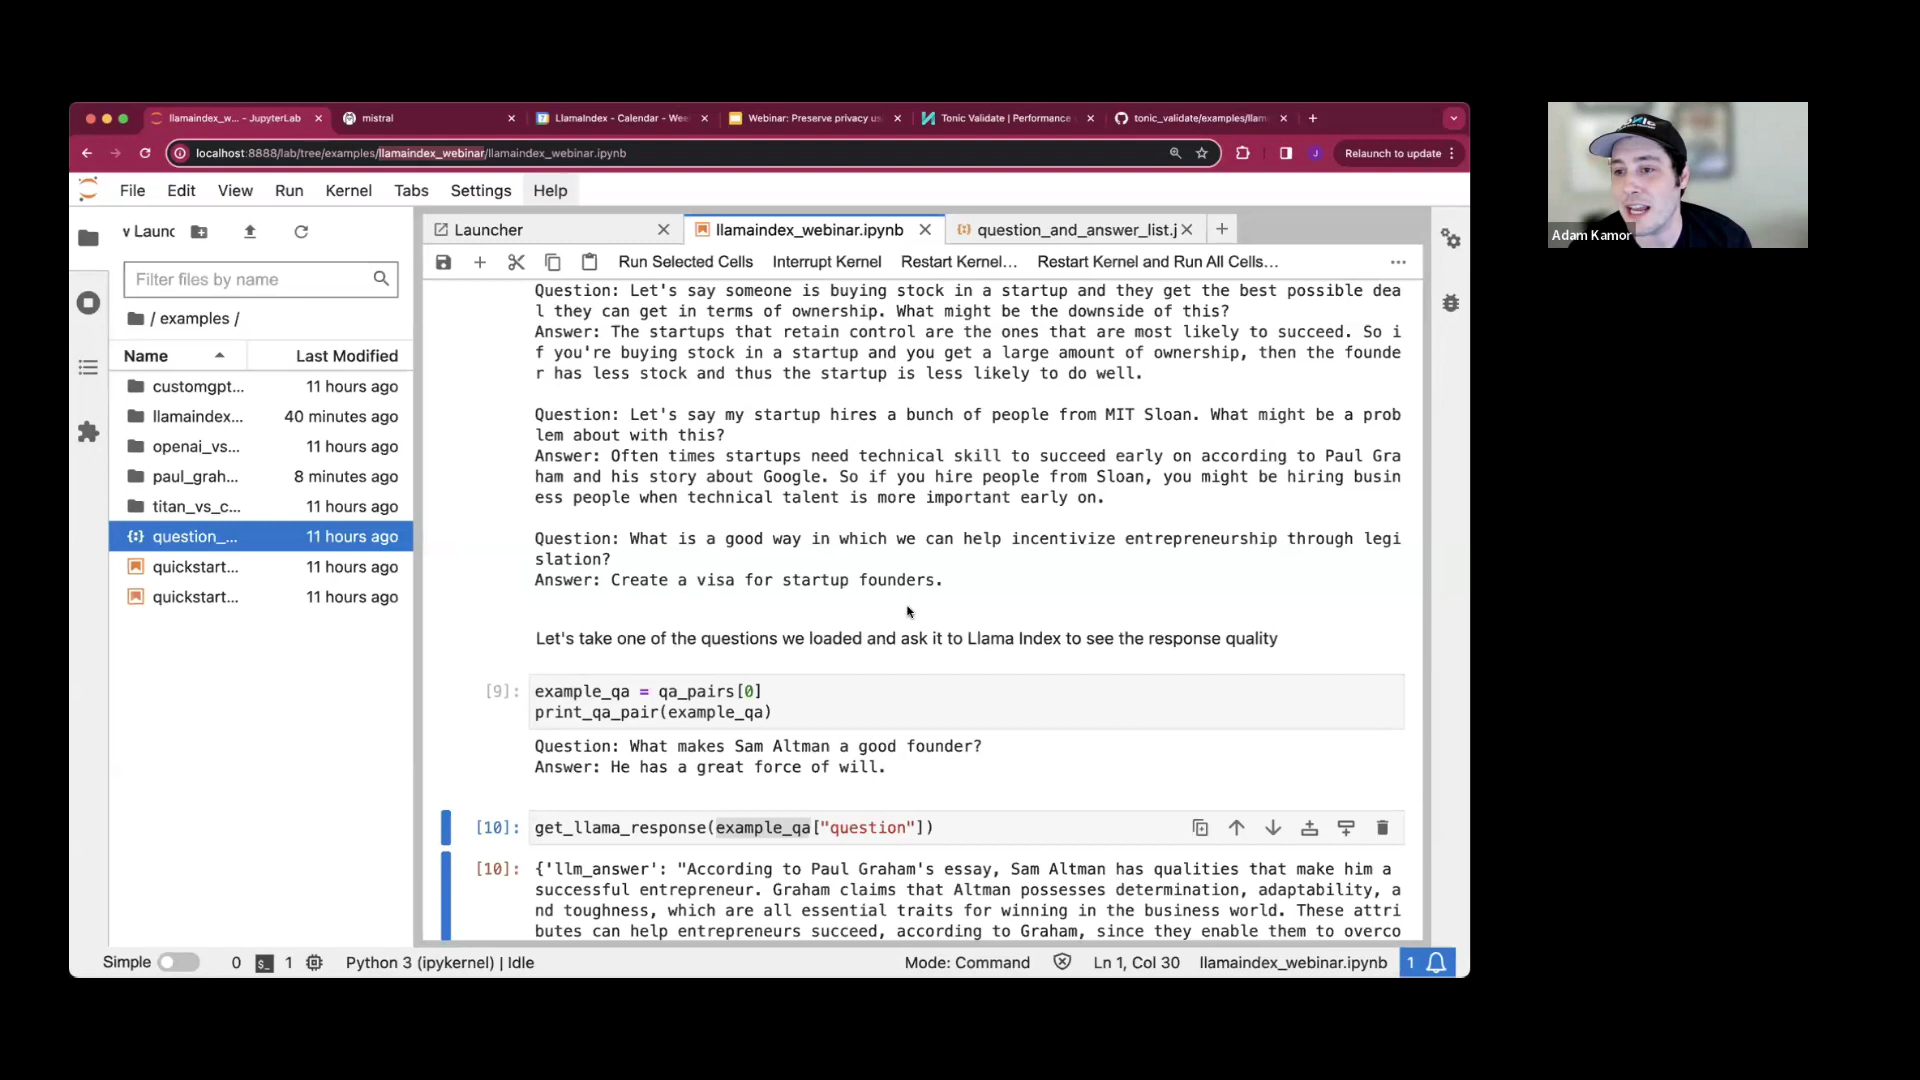 llamaindex_w... - JupyterLab
mistral
LlamaIndex - Calendar - Wee
Webinar: Preserve privacy us
Tonic Validate | Performance
tonic_validate/examples/llam
localhost:8888/lab/tree/examples/llamaindex_webinar/llamaindex_webinar.ipynb
J
Relaunch to update
File Edit View Run Kernel Tabs Settings Help
v Launc
Launcher
llamaindex_webinar.ipynb
question_and_answer_list.j
Filter files by name
Run Selected Cells Interrupt Kernel Restart Kernel... Restart Kernel and Run All Cells...
/ examples /
Name Last Modified
customgpt... 11 hours ago
llamaindex... 40 minutes ago
openai_vs... 11 hours ago
paul_grah... 8 minutes ago
titan_vs_c... 11 hours ago
question_... 11 hours ago
quickstart... 11 hours ago
quickstart... 11 hours ago
Question: Let's say someone is buying stock in a startup and they get the best possible dea
l they can get in terms of ownership. What might be the downside of this?
Answer: The startups that retain control are the ones that are most likely to succeed. So i
f you're buying stock in a startup and you get a large amount of ownership, then the founde
r has less stock and thus the startup is less likely to do well.
Question: Let's say my startup hires a bunch of people from MIT Sloan. What might be a prob
lem about with this?
Answer: Often times startups need technical skill to succeed early on according to Paul Gra
ham and his story about Google. So if you hire people from Sloan, you might be hiring busin
ess people when technical talent is more important early on.
Question: What is a good way in which we can help incentivize entrepreneurship through legi
slation?
Answer: Create a visa for startup founders.
Let's take one of the questions we loaded and ask it to Llama Index to see the response quality
[9]: example_qa = qa_pairs[0]
print_qa_pair(example_qa)
Question: What makes Sam Altman a good founder?
Answer: He has a great force of will.
[10]: get_llama_response(example_qa["question"])
[10]: {'llm_answer': "According to Paul Graham's essay, Sam Altman has qualities that make him a
successful entrepreneur. Graham claims that Altman possesses determination, adaptability, a
nd toughness, which are all essential traits for winning in the business world. These attri
butes can help entrepreneurs succeed, according to Graham, since they enable them to overco
Simple 0 $_ 1 Python 3 (ipykernel) | Idle Mode: Command Ln 1, Col 30 llamaindex_webinar.ipynb 1
Adam Kamor